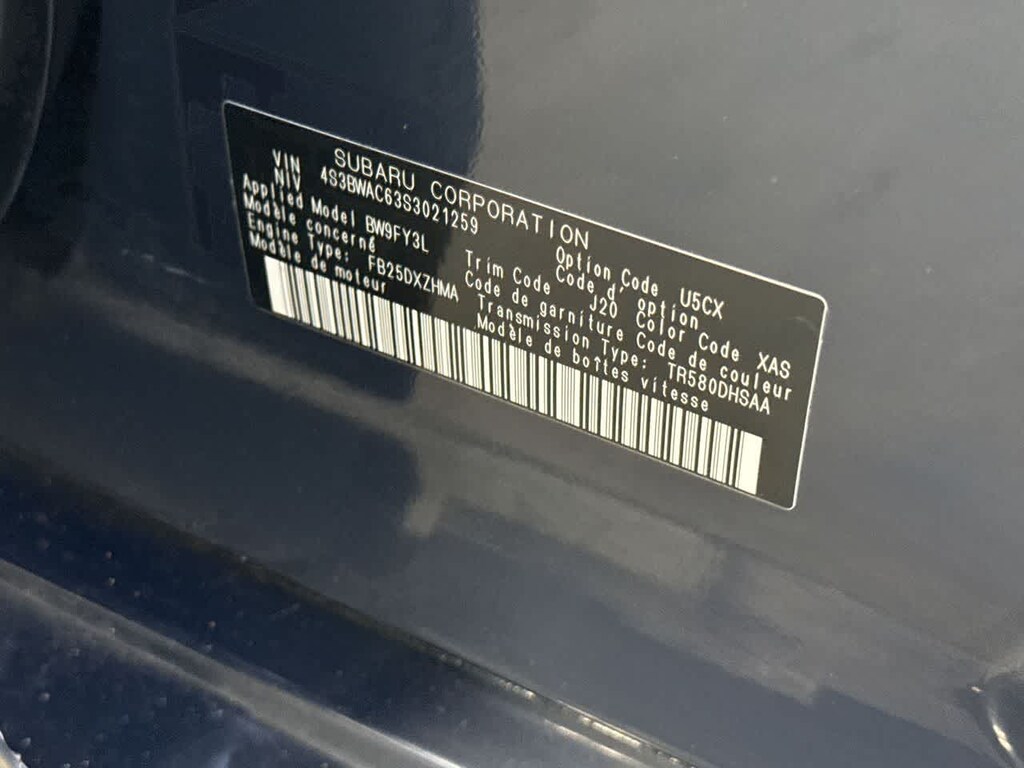 SUBARU CORPORATION
VIN 4S3BWAC63S3021259
NIV
Applied Model BW9FY3L
Modèle concerné
Engine Type: FB25DXZHMA
Modèle de moteur
Option Code U5CX
Code d'option
Trim Code J20 Color Code XAS
Code de garniture Code de couleur
Transmission Type: TR580DHSAA
Modèle de boîtes vitesse